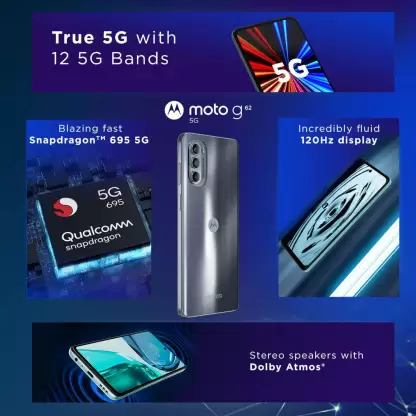 True 5G with
12 5G Bands
5G
moto g62
5G
Blazing fast
Snapdragon™ 695 5G
5G
695
Qualcomm
snapdragon
Incredibly fluid
120Hz display
Stereo speakers with
Dolby Atmos®